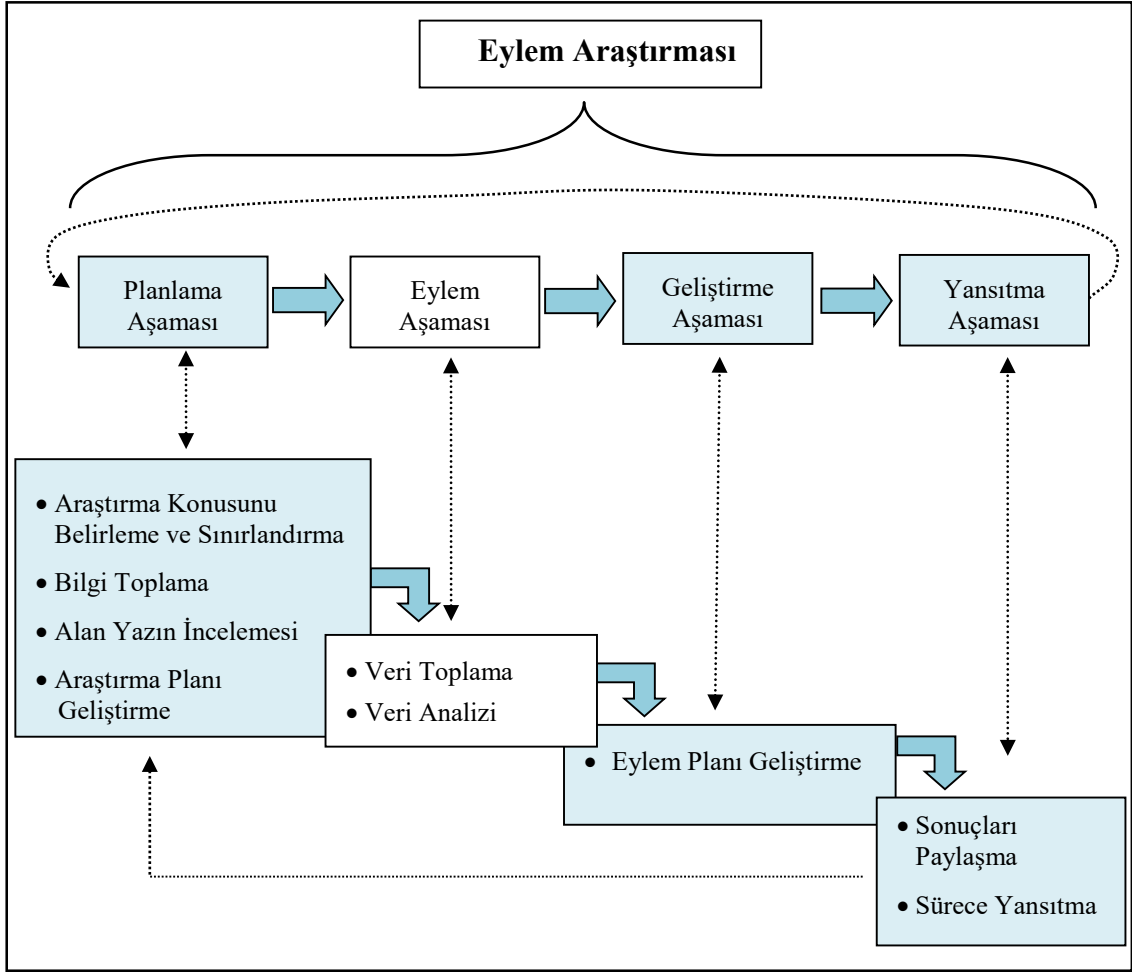 Eylem Araştırması
Planlama
Aşaması
Eylem
Aşaması
Geliştirme
Aşaması
Yansıtma
Aşaması
• Araştırma Konusunu
Belirleme ve Sınırlandırma
• Bilgi Toplama
• Alan Yazın İncelemesi
• Araştırma Planı
Geliştirme
• Veri Toplama
• Veri Analizi
• Eylem Planı Geliştirme
• Sonuçları
Paylaşma
• Sürece Yansıtma